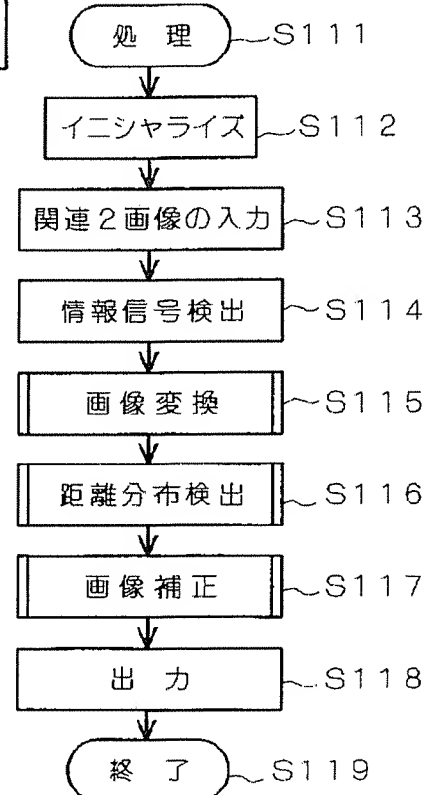 処理 S111
イニシャライズ S112
関連2画像の入力 S113
情報信号検出 S114
画像変換 S115
距離分布検出 S116
画像補正 S117
出力 S118
終了 S119